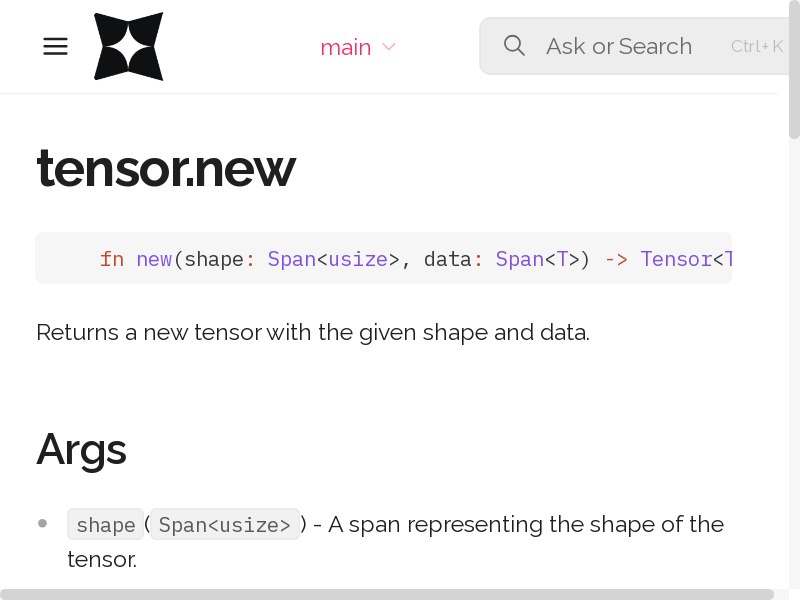 main
Ask or Search
Ctrl+K
tensor.new
fn new(shape: Span<usize>, data: Span<T>) -> Tensor<T
Returns a new tensor with the given shape and data.
Args
shape(Span<usize>) - A span representing the shape of the
tensor.